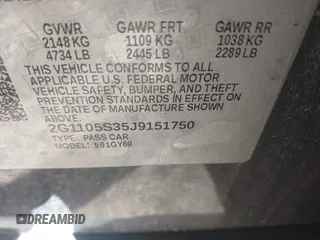 GVWR GAWR FRT GAWR RR
2148 KG 1109 KG 1038 KG
4734 LB 2445 LB 2289 LB
THIS VEHICLE CONFORMS TO ALL APPLICABLE
U.S. FEDERAL MOTOR
VEHICLE SAFETY, BUMPER, AND THEFT
PREVENTION STANDARDS IN EFFECT ON THE
DATE OF MANUFACTURE SHOWN ABOVE.
2G1105S35J9151750
TYPE: PASS CAR
MODEL: S01GY69
DREAMBID